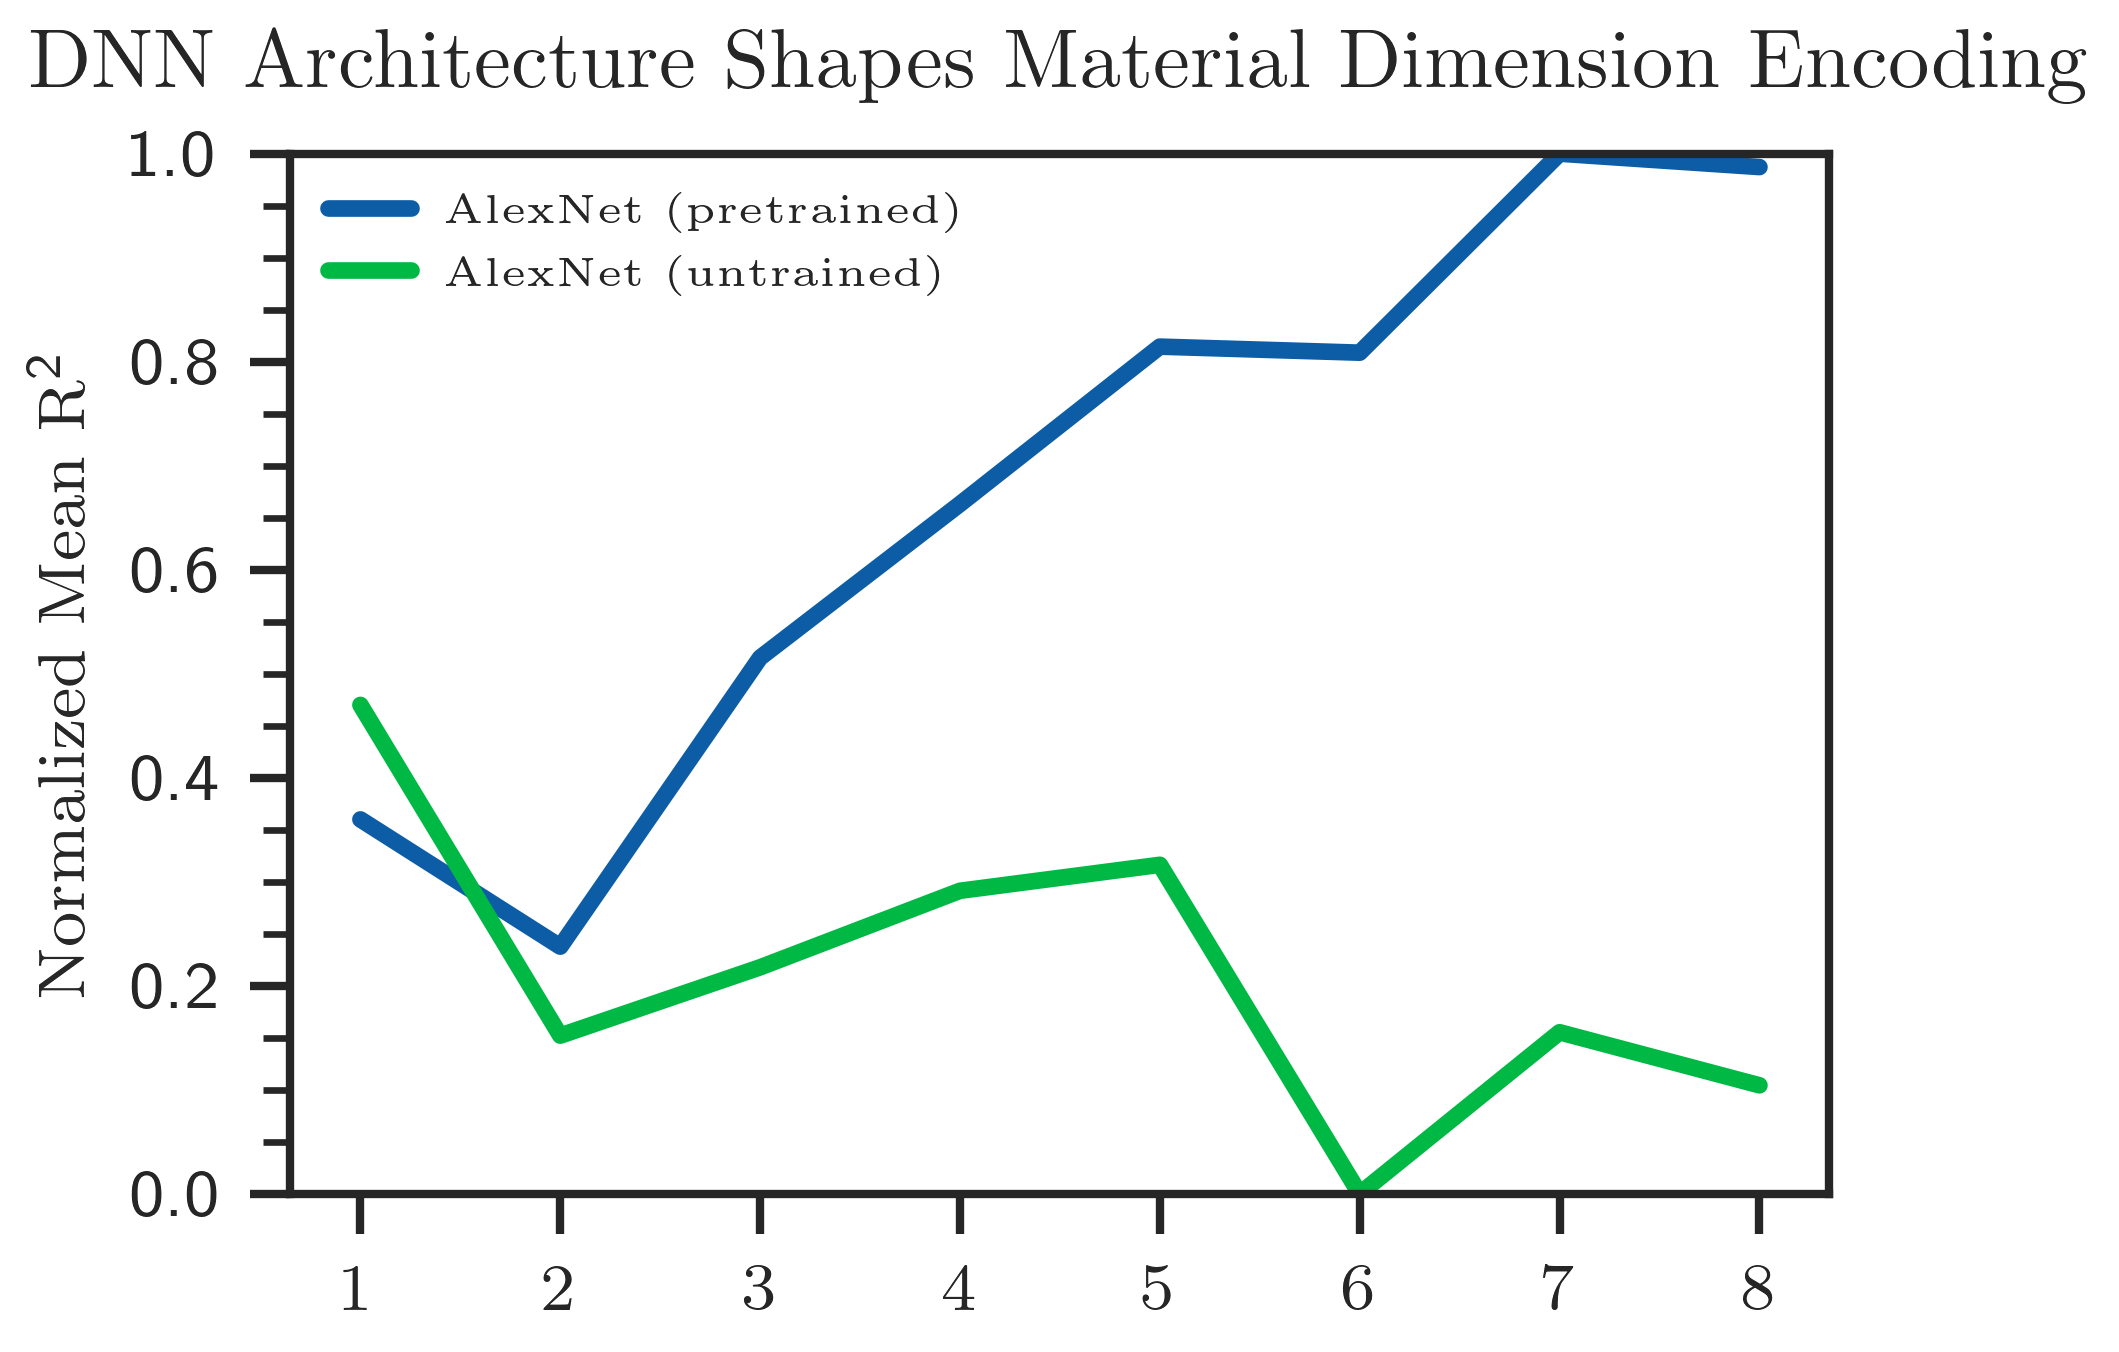 DNN Architecture Shapes Material Dimension Encoding
Normalized Mean R²
1.0
0.8
0.6
0.4
0.2
0.0
AlexNet (pretrained)
AlexNet (untrained)
1 2 3 4 5 6 7 8